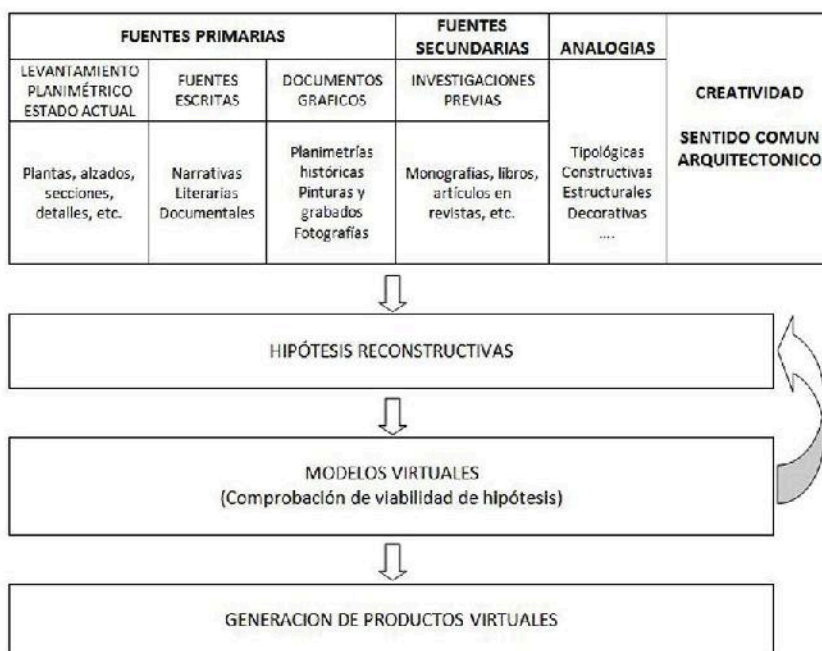 FUENTES PRIMARIAS
FUENTES
SECUNDARIAS
ANALOGIAS
CREATIVIDAD
SENTIDO COMUN
ARQUITECTONICO
LEVANTAMIENTO
PLANIMÉTRICO
ESTADO ACTUAL
FUENTES
ESCRITAS
DOCUMENTOS
GRAFICOS
INVESTIGACIONES
PREVIAS
Plantas, alzados,
secciones,
detalles, etc.
Narrativas
Literarias
Documentales
Planimetrías
históricas
Pinturas y
grabados
Fotografías
Monografías, libros,
artículos en
revistas, etc.
Tipológicas
Constructivas
Estructurales
Decorativas
....
HIPÓTESIS RECONSTRUCTIVAS
MODELOS VIRTUALES
(Comprobación de viabilidad de hipótesis)
GENERACION DE PRODUCTOS VIRTUALES